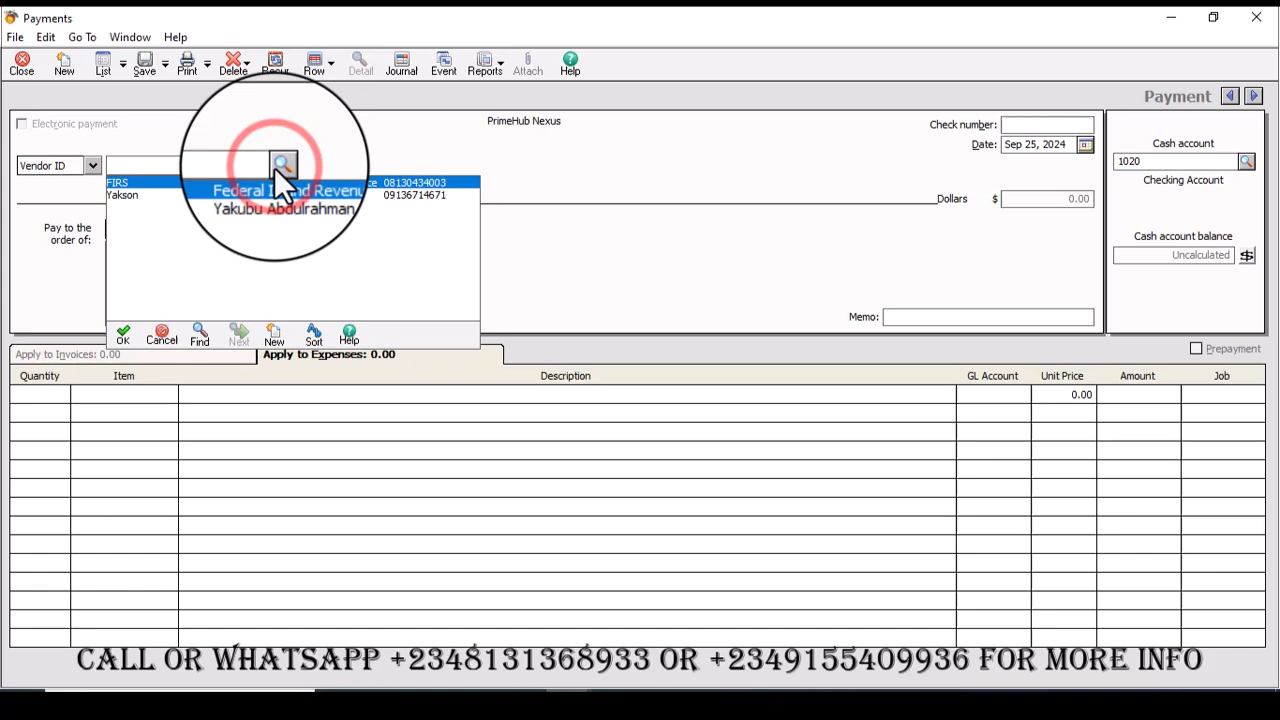 Payments
File Edit Go To Window Help
Close New List Save Print Delete Recur Row Detail Journal Event Reports Attach Help
Payment
Electronic payment
PrimeHub Nexus
Check number:
Date: Sep 25, 2024
Cash account
1020
Checking Account
Vendor ID
FIRS 08130434003
Federal Revenu
Yakson 09136714671
Yakubu Abdulrahman
Dollars $ 0.00
Pay to the
order of:
Cash account balance
Uncalculated
Memo:
OK Cancel Find Next New Sort Help
Apply to Invoices: 0.00 Apply to Expenses: 0.00
Prepayment
Quantity Item Description GL Account Unit Price Amount Job
0.00
CALL OR WHATSAPP +2348131368933 OR +2349155409936 FOR MORE INFO